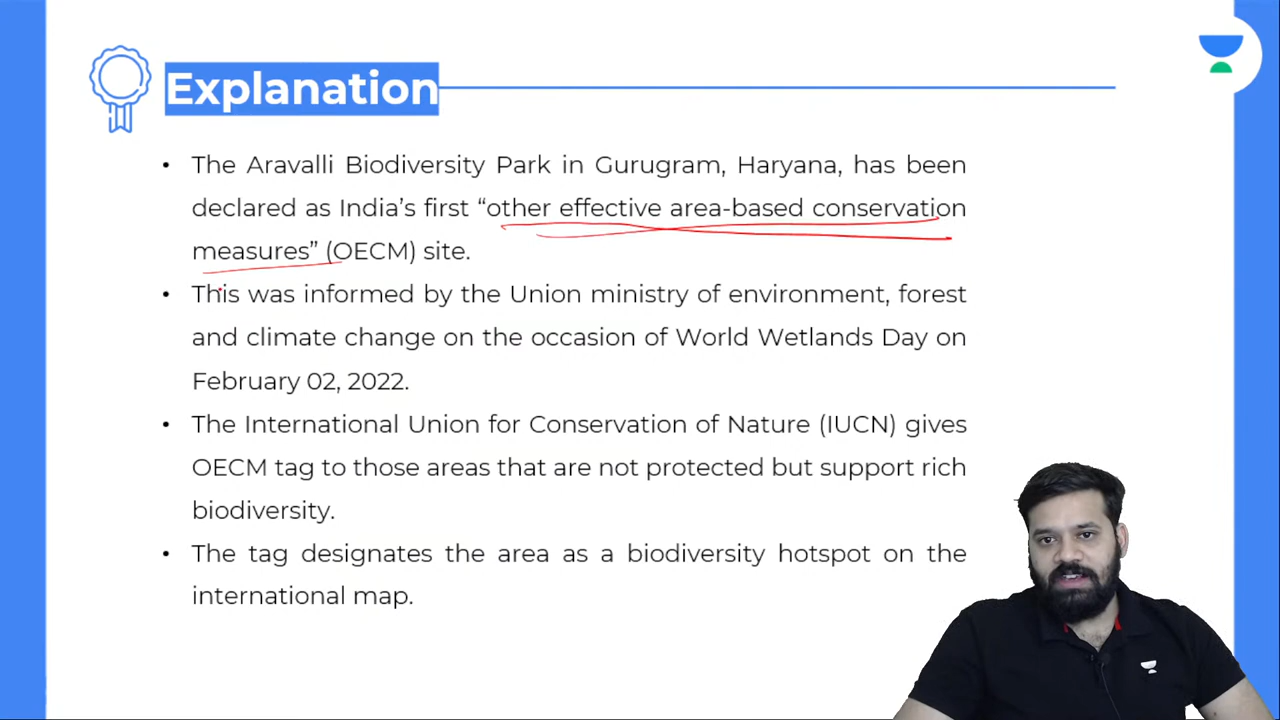 Explanation
• The Aravalli Biodiversity Park in Gurugram, Haryana, has been
declared as India’s first “other effective area-based conservation
measures” (OECM) site.
• This was informed by the Union ministry of environment, forest
and climate change on the occasion of World Wetlands Day on
February 02, 2022.
• The International Union for Conservation of Nature (IUCN) gives
OECM tag to those areas that are not protected but support rich
biodiversity.
• The tag designates the area as a biodiversity hotspot on the
international map.